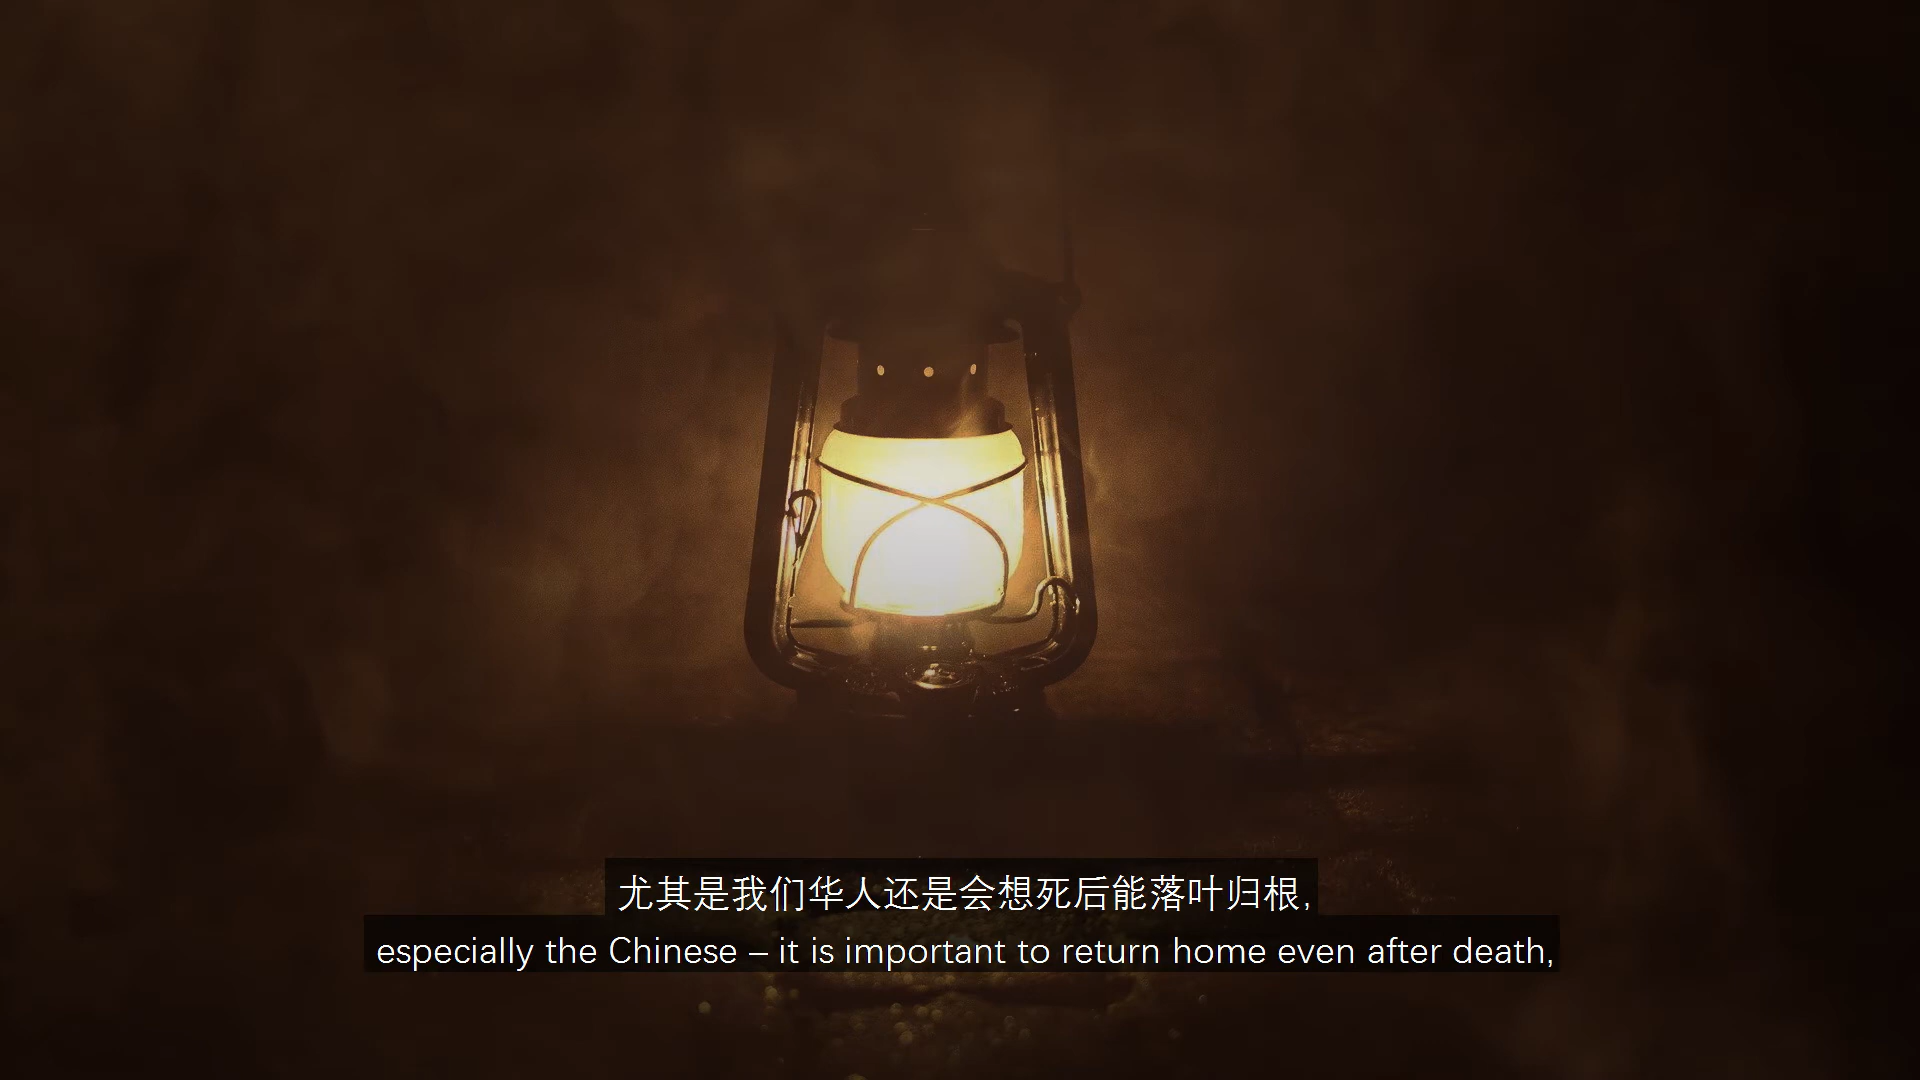 尤其是我们华人还是会想死后能落叶归根,
especially the Chinese – it is important to return home even after death,